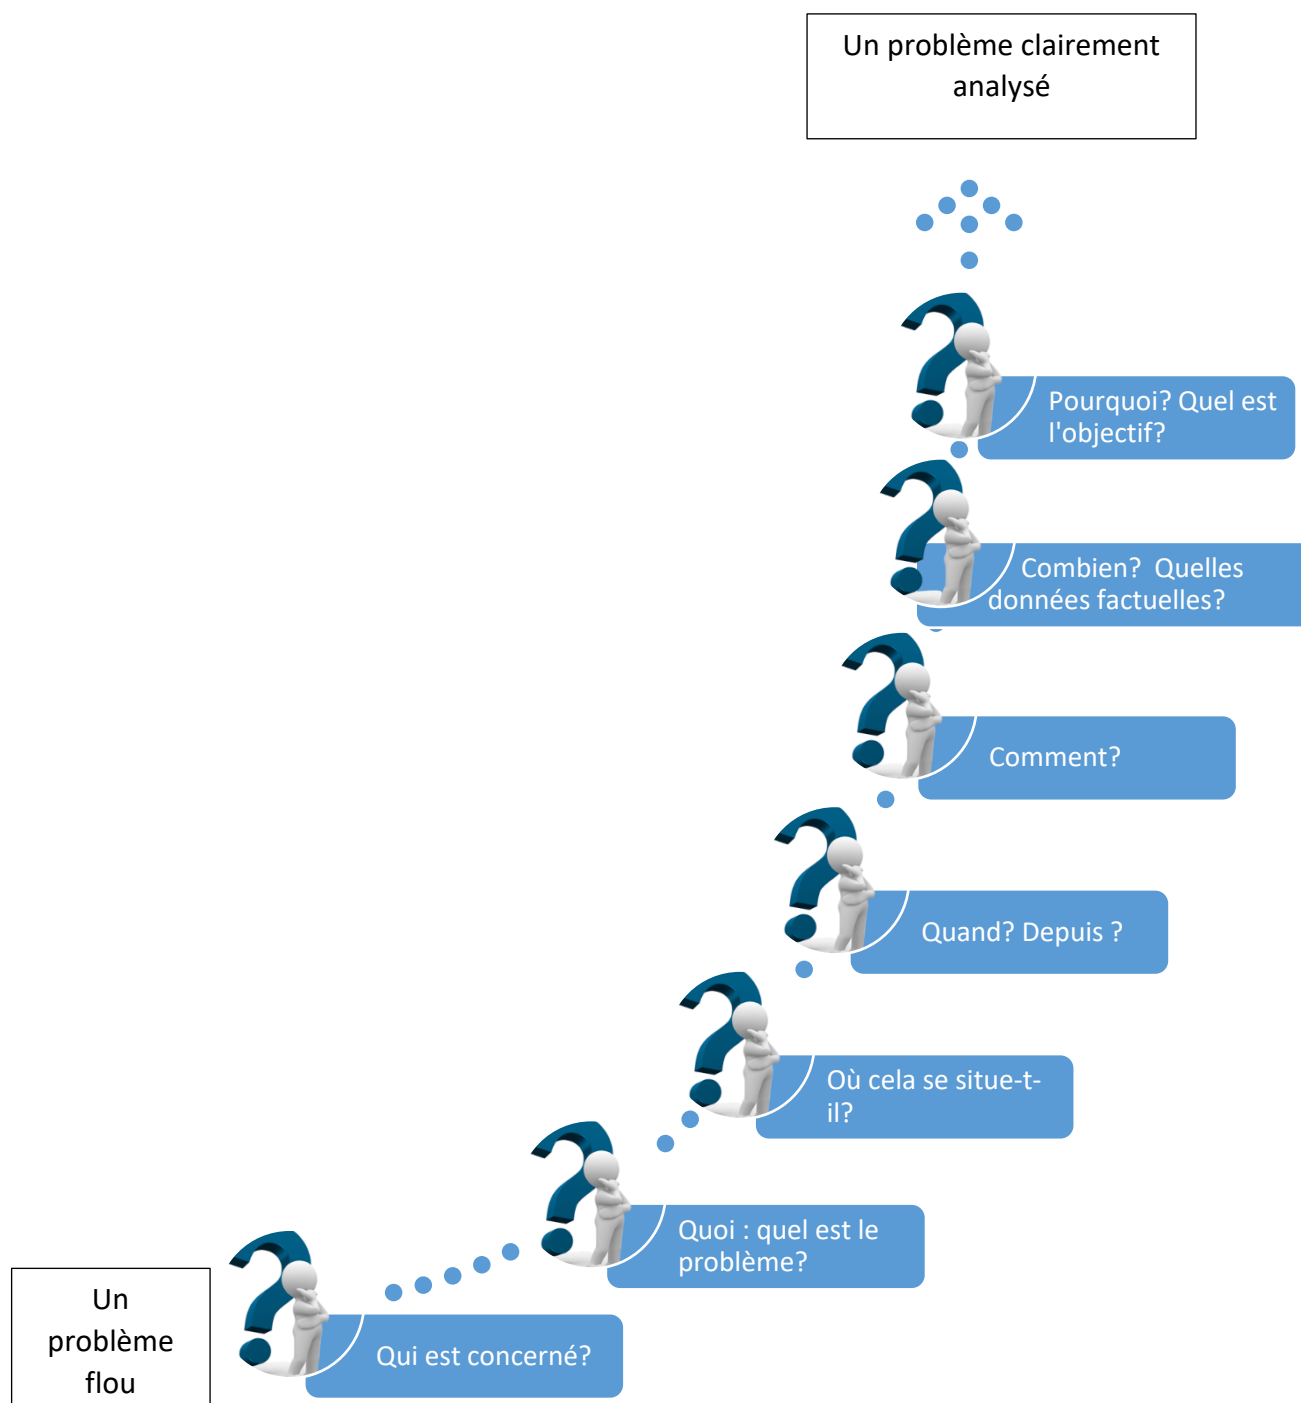 Un problème clairement
analysé
Pourquoi? Quel est
l'objectif?
Combien?  Quelles
données factuelles?
Comment?
Quand? Depuis ?
Où cela se situe-t-
il?
Quoi : quel est le
problème?
Qui est concerné?
Un
problème
flou